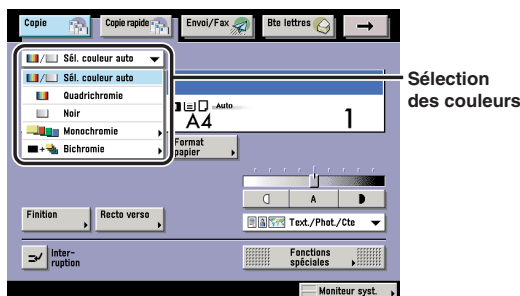 Copie
Copie rapide
Envoi/Fax
Bte lettres
Sél. couleur auto
Sél. couleur auto
Quadrichromie
Noir
Monochromie
Bichromie
Auto
A4
1
Format
papier
A
Finition
Recto verso
Text./Phot./Cte
Inter-
ruption
Fonctions
spéciales
Moniteur syst.
Sélection
des couleurs